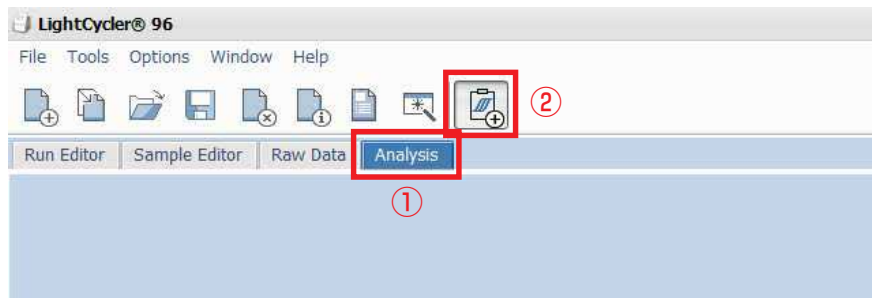 LightCycler® 96
File Tools Options Window Help
②
Run Editor Sample Editor Raw Data Analysis
①